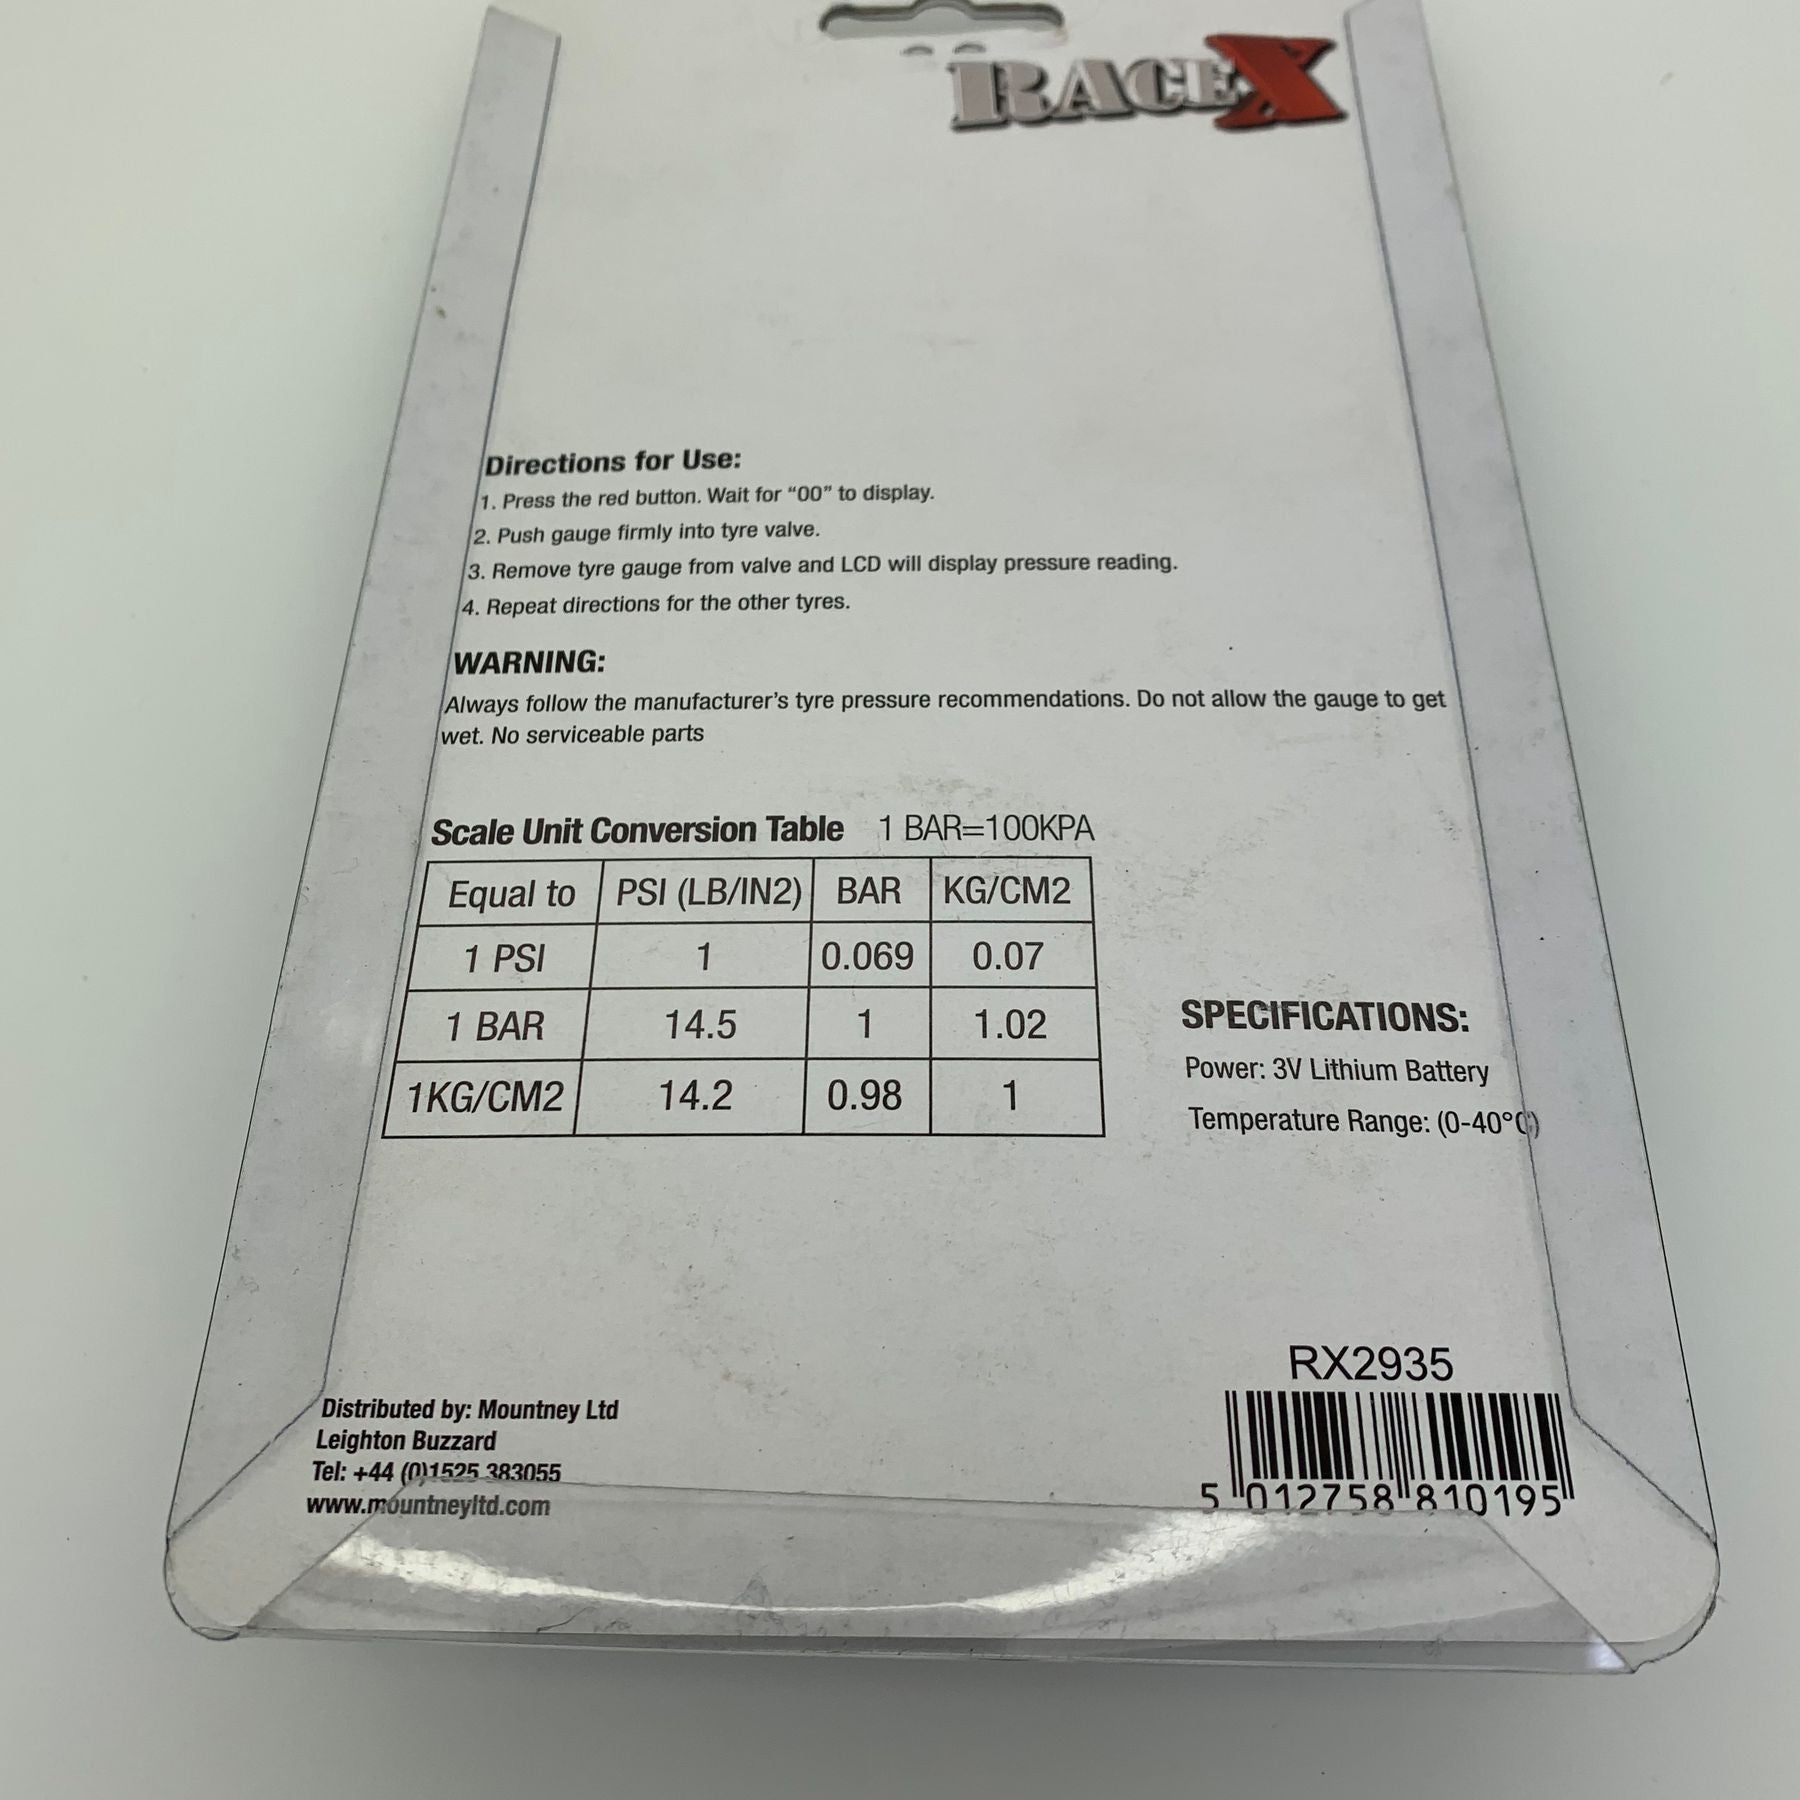 RACEX
Directions for Use:
1. Press the red button. Wait for “00” to display.
2. Push gauge firmly into tyre valve.
3. Remove tyre gauge from valve and LCD will display pressure reading.
4. Repeat directions for the other tyres.
WARNING:
Always follow the manufacturer’s tyre pressure recommendations. Do not allow the gauge to get
wet. No serviceable parts
Scale Unit Conversion Table 1 BAR=100KPA
Equal to PSI (LB/IN2) BAR KG/CM2
1 PSI 1 0.069 0.07
1 BAR 14.5 1 1.02
1KG/CM2 14.2 0.98 1
SPECIFICATIONS:
Power: 3V Lithium Battery
Temperature Range: (0-40°C)
Distributed by: Mountney Ltd
Leighton Buzzard
Tel: +44 (0)1525 383055
www.mountneyltd.com
RX2935
5 012758 810195